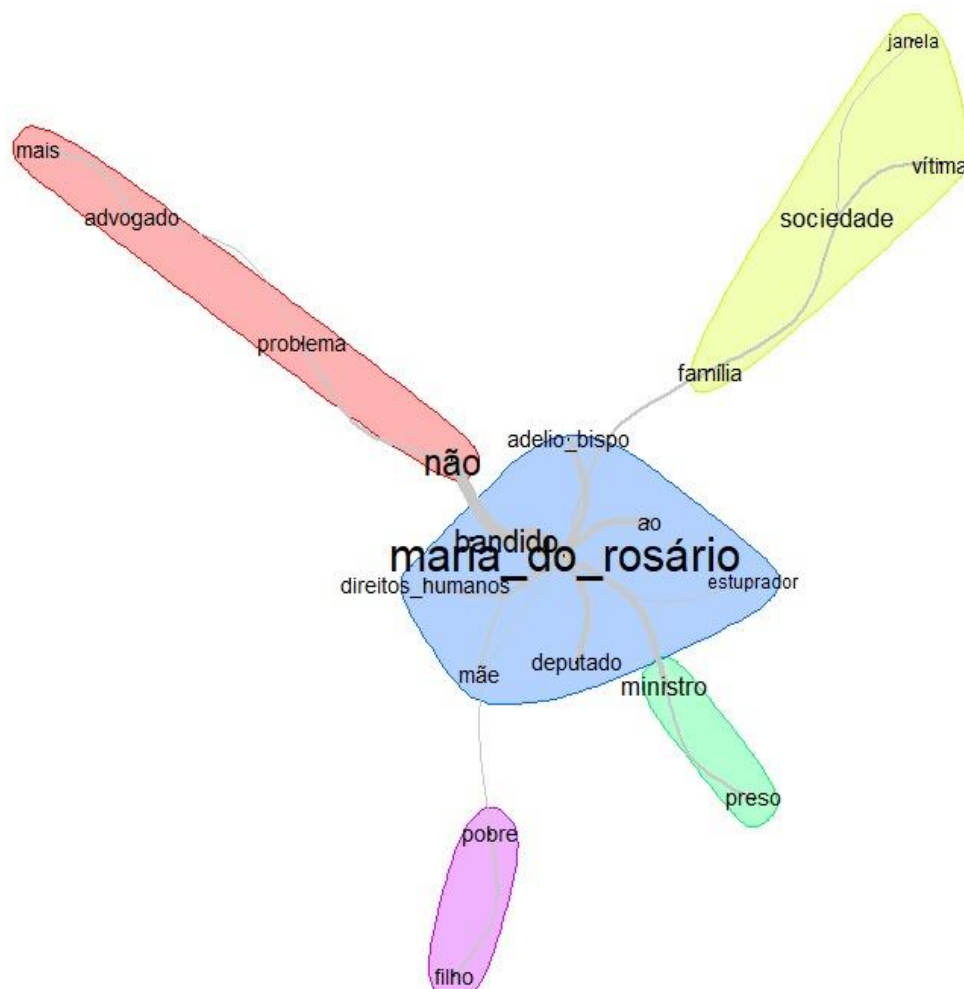 janela
mais
vítima
advogado
sociedade
problema
família
adelio_bispo
não
ao
bandido
maria_do_rosário
estuprador
direitos_humanos
deputado
mãe
ministro
preso
pobre
filho